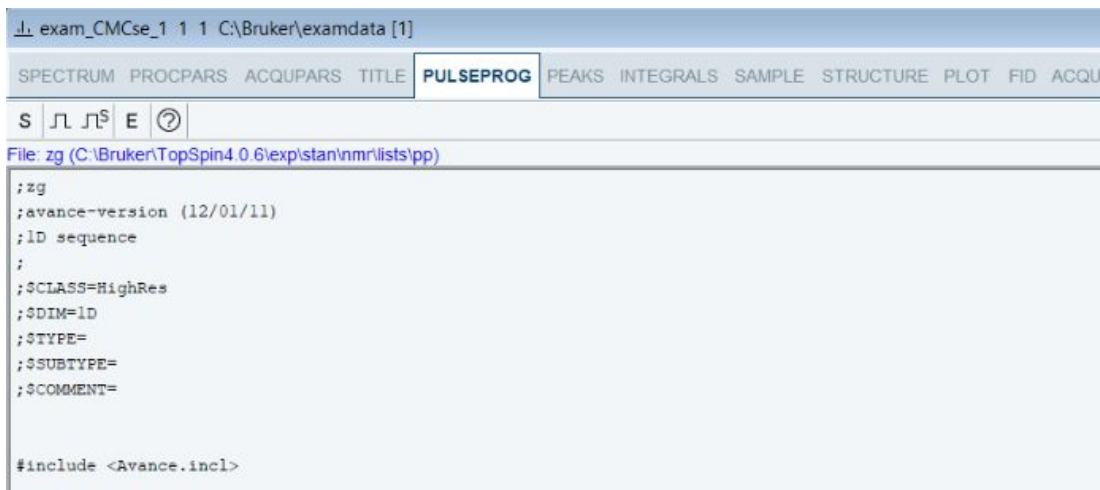 exam_CMCse_1 1 1 C:\Bruker\examdata [1]
SPECTRUM PROCPARS ACQUPARS TITLE PULSEPROG PEAKS INTEGRALS SAMPLE STRUCTURE PLOT FID ACQU
S S E ?
File: zg (C:\Bruker\TopSpin4.0.6\exp\stan\nmr\lists\pp)
;zg
;avance-version (12/01/11)
;1D sequence
;
;$CLASS=HighRes
;$DIM=1D
;$TYPE=
;$SUBTYPE=
;$COMMENT=
#include <Avance.incl>